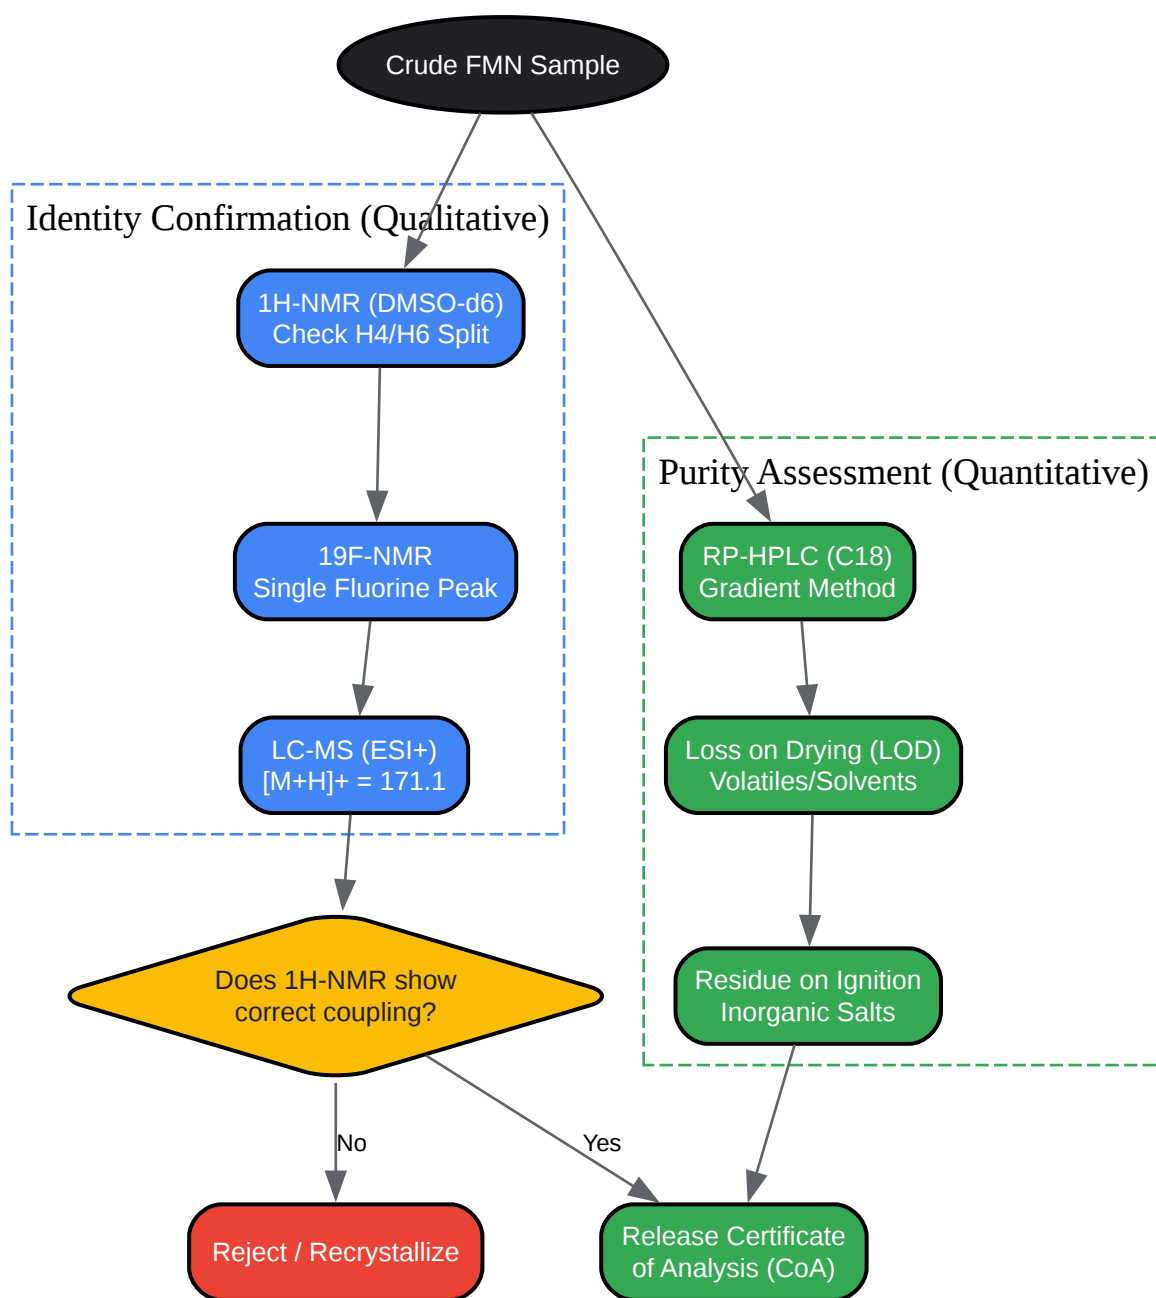 Crude FMN Sample
Identity Confirmation (Qualitative)
1H-NMR (DMSO-d6)
Check H4/H6 Split
19F-NMR
Single Fluorine Peak
LC-MS (ESI+)
[M+H]+ = 171.1
Purity Assessment (Quantitative)
RP-HPLC (C18)
Gradient Method
Loss on Drying (LOD)
Volatiles/Solvents
Residue on Ignition
Inorganic Salts
Does 1H-NMR show
correct coupling?
No
Yes
Reject / Recrystallize
Release Certificate
of Analysis (CoA)